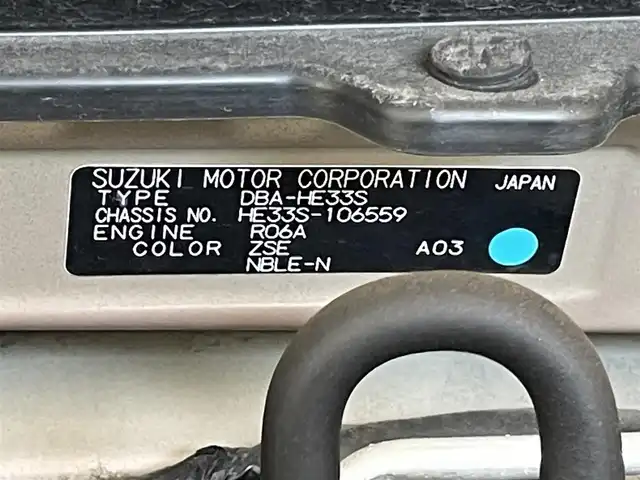 SUZUKI MOTOR CORPORATION JAPAN
TYPE DBA-HE33S
CHASSIS NO. HE33S-106559
ENGINE R06A
COLOR ZSE A03
NBLE-N